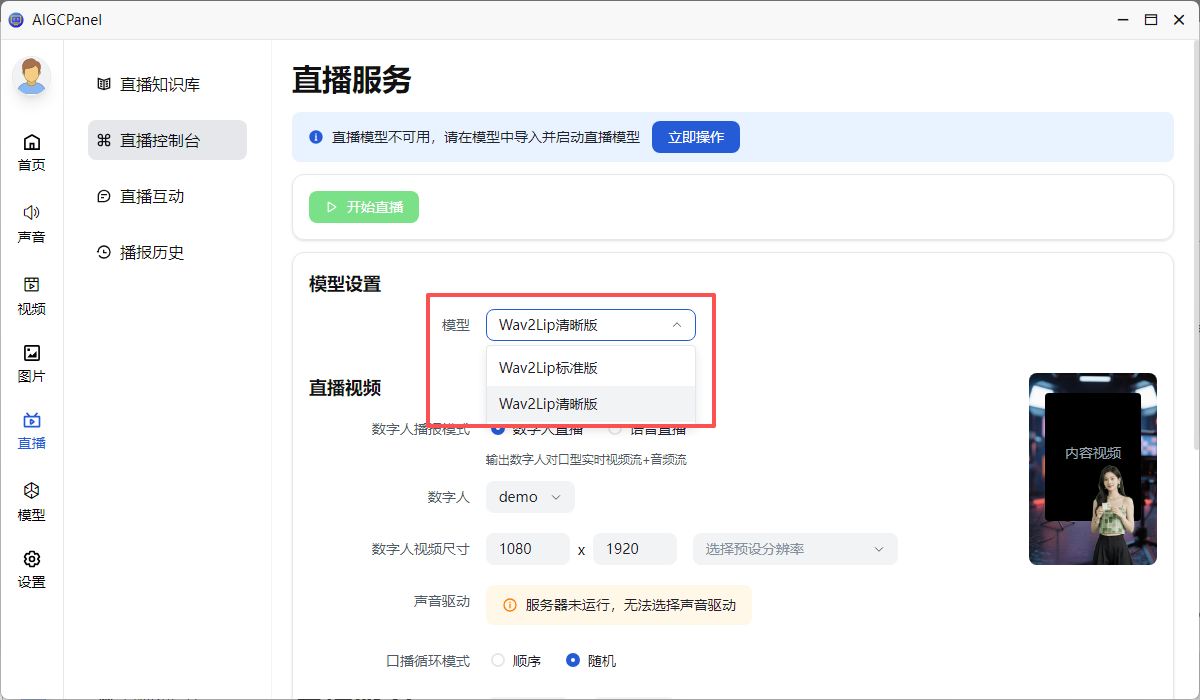 AIGCPanel
首页
声音
视频
图片
直播
模型
设置
直播知识库
直播控制台
直播互动
播报历史
直播服务
直播模型不可用，请在模型中导入并启动直播模型 立即操作
开始直播
模型设置
模型 Wav2Lip清晰版
Wav2Lip标准版
Wav2Lip清晰版
直播视频
数字人播报模式 数字人直播 语音直播
输出数字人对口型实时视频流+音频流
数字人 demo
数字人视频尺寸 1080 x 1920 选择预设分辨率
声音驱动 服务器未运行，无法选择声音驱动
口播循环模式 顺序 随机
内容视频